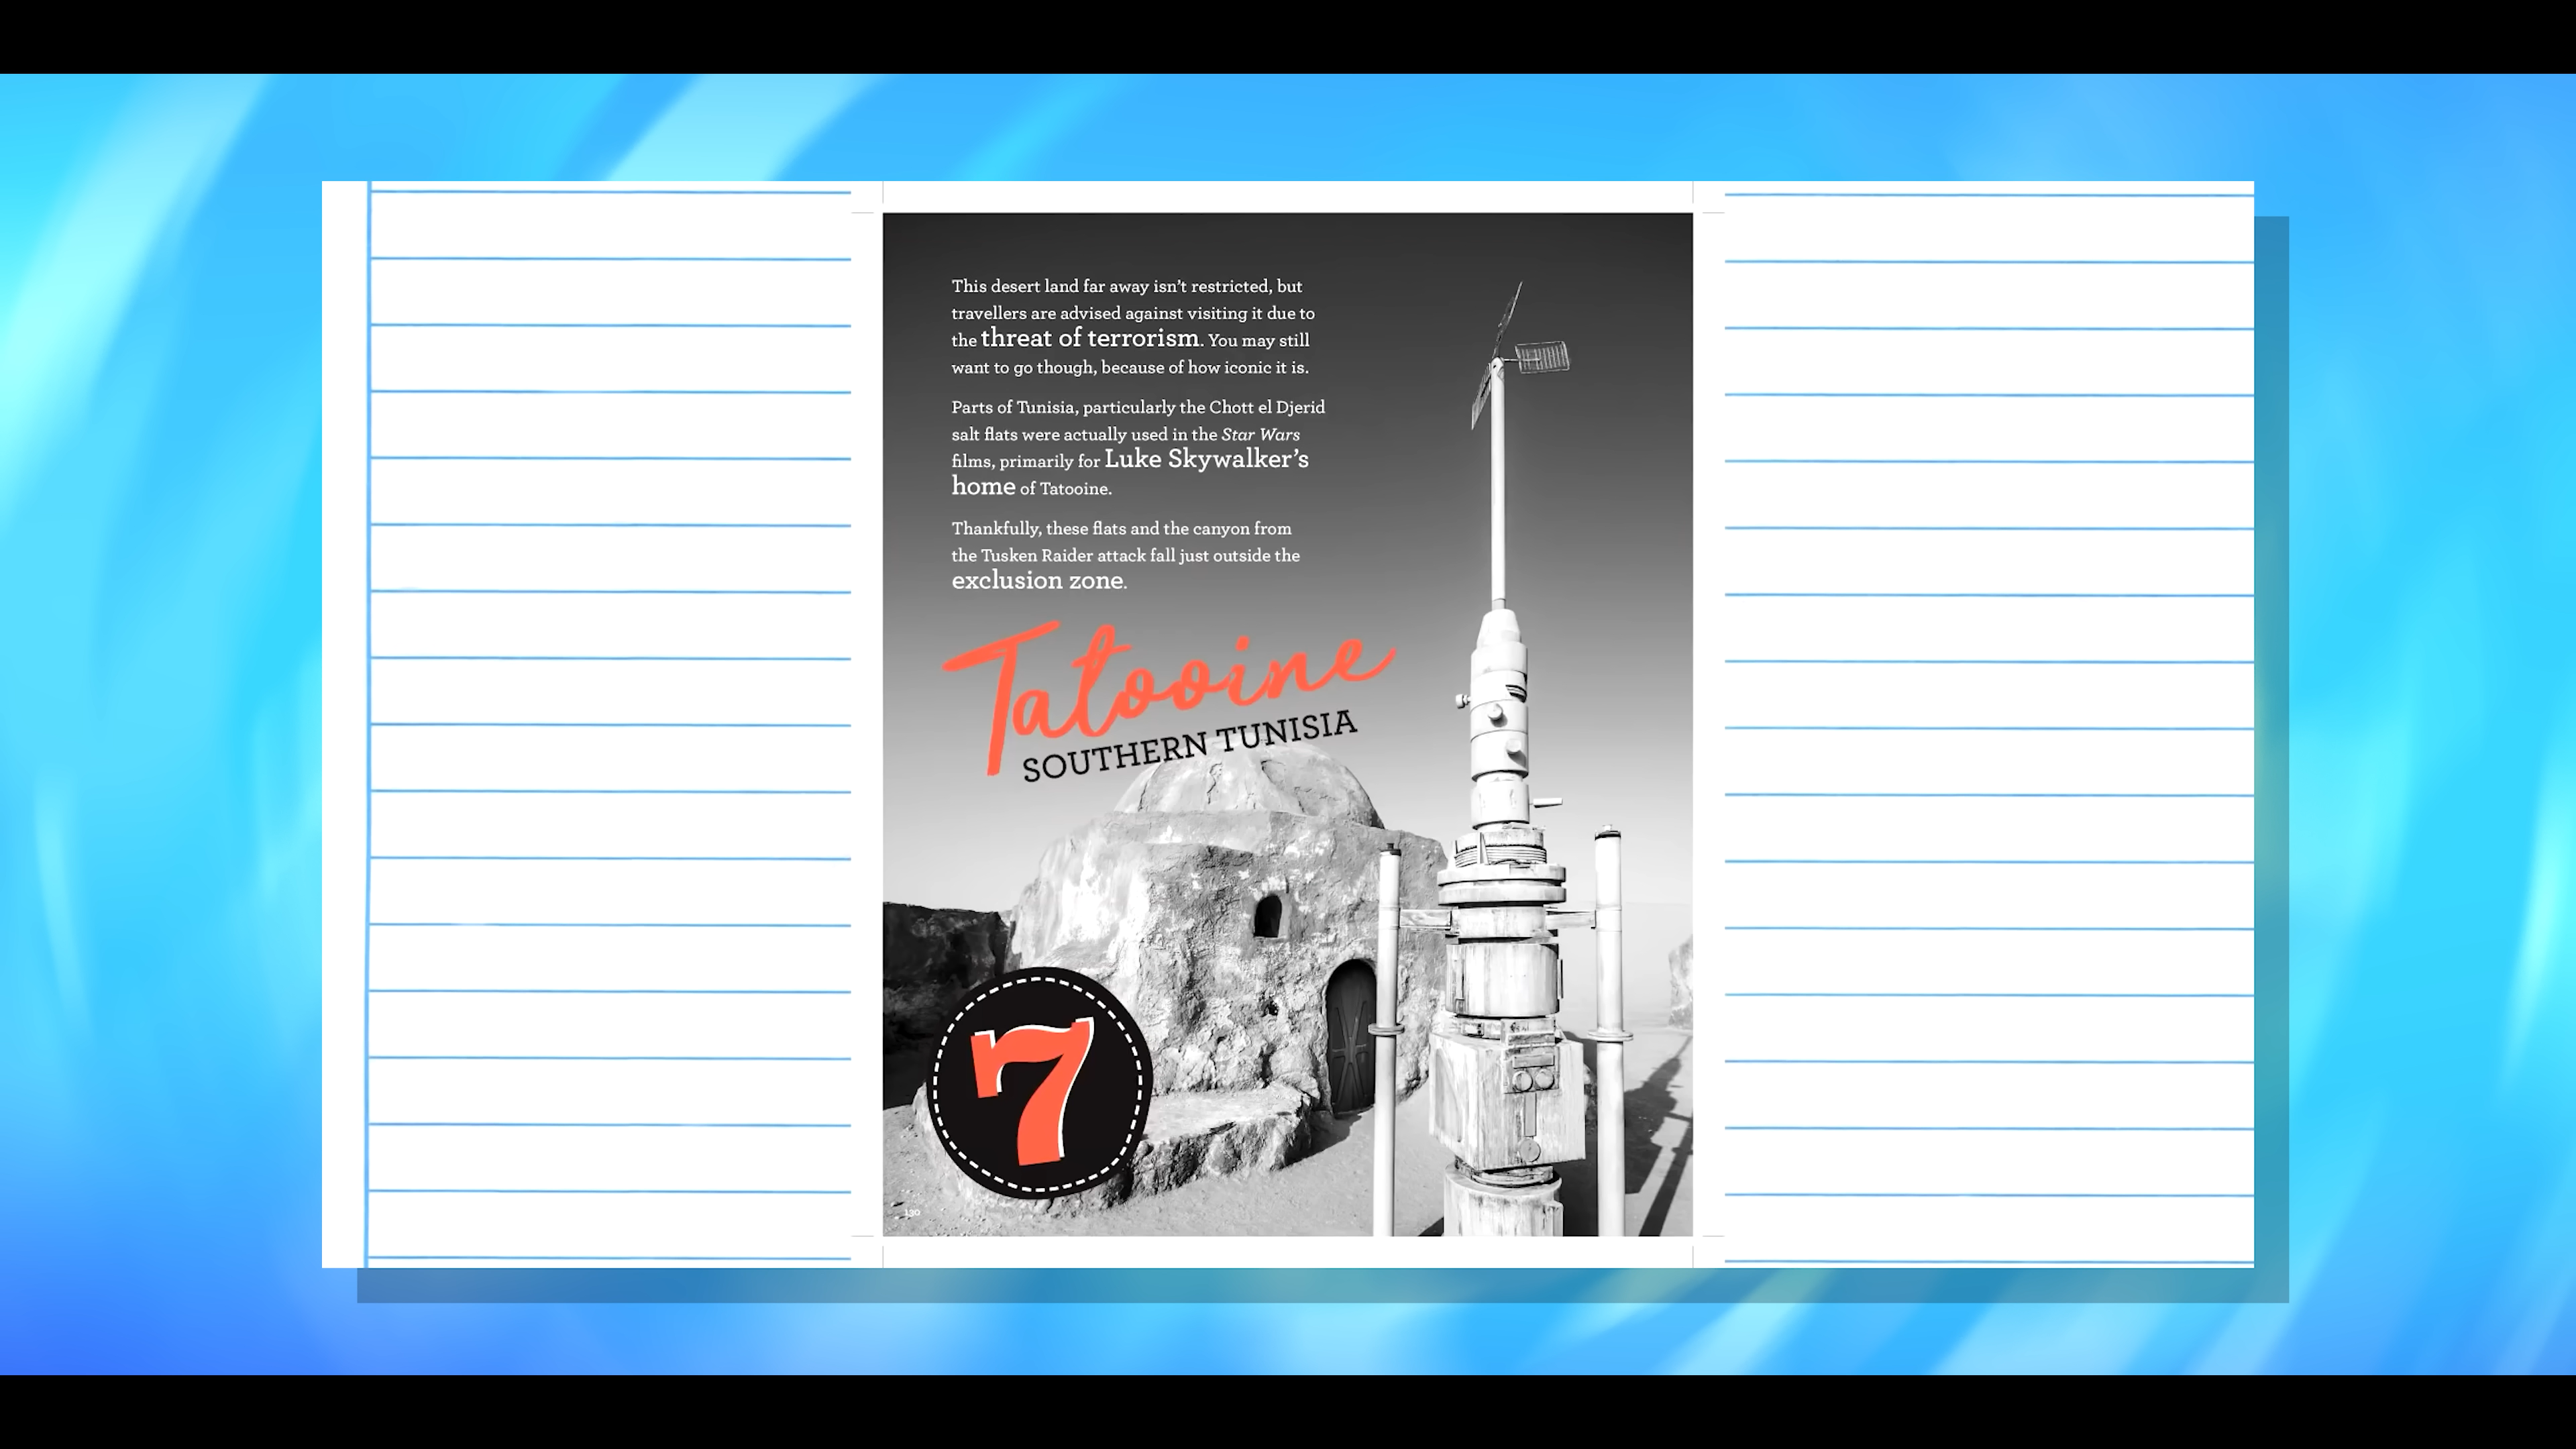 This desert land far away isn’t restricted, but
travellers are advised against visiting it due to
the threat of terrorism. You may still
want to go though, because of how iconic it is.
Parts of Tunisia, particularly the Chott el Djerid
salt flats were actually used in the Star Wars
films, primarily for Luke Skywalker’s
home of Tatooine.
Thankfully, these flats and the canyon from
the Tusken Raider attack fall just outside the
exclusion zone.
Tatooine
SOUTHERN TUNISIA
7
130